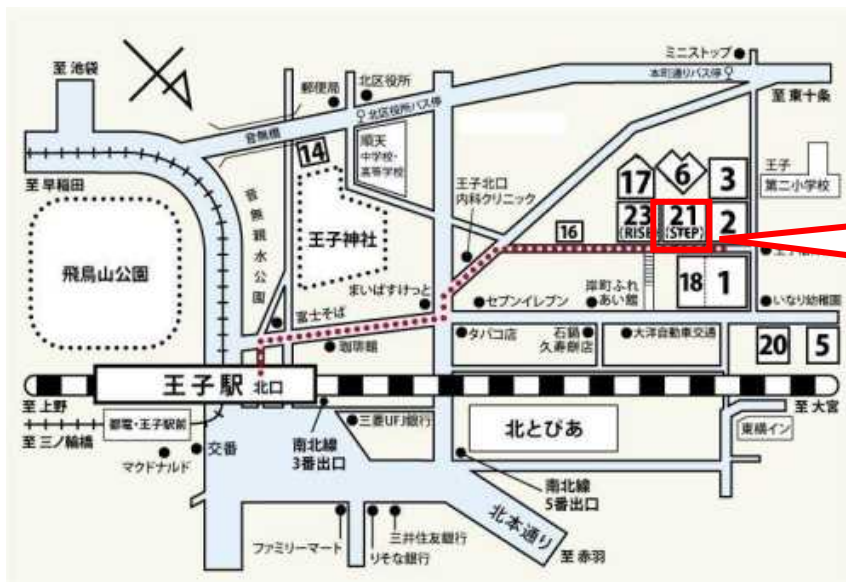 ミニストップ
至 池袋
北区役所
郵便局
本町通りバス停
至 東十条
北区役所バス停
音無橋
順天
中学校・
高等学校
14
王子
第二小学校
17
6
3
至 早稲田
王子北口
内科クリニック
23
(RISE)
21
(STEP)
2
音無親水公園
王子神社
16
飛鳥山公園
18
1
まいばすけっと
セブンイレブン
岸町ふれ
あい館
いなり幼稚園
富士そば
珈琲館
タバコ店
石鍋
久寿餅店
大洋自動車交通
20
5
王子駅 北口
至 上野
至 大宮
都電・王子駅前
至 三ノ輪橋
三菱UFJ銀行
北とぴあ
東横イン
南北線
3番出口
交番
マクドナルド
南北線
5番出口
北本通り
ファミリーマート
りそな銀行
三井住友銀行
至 赤羽